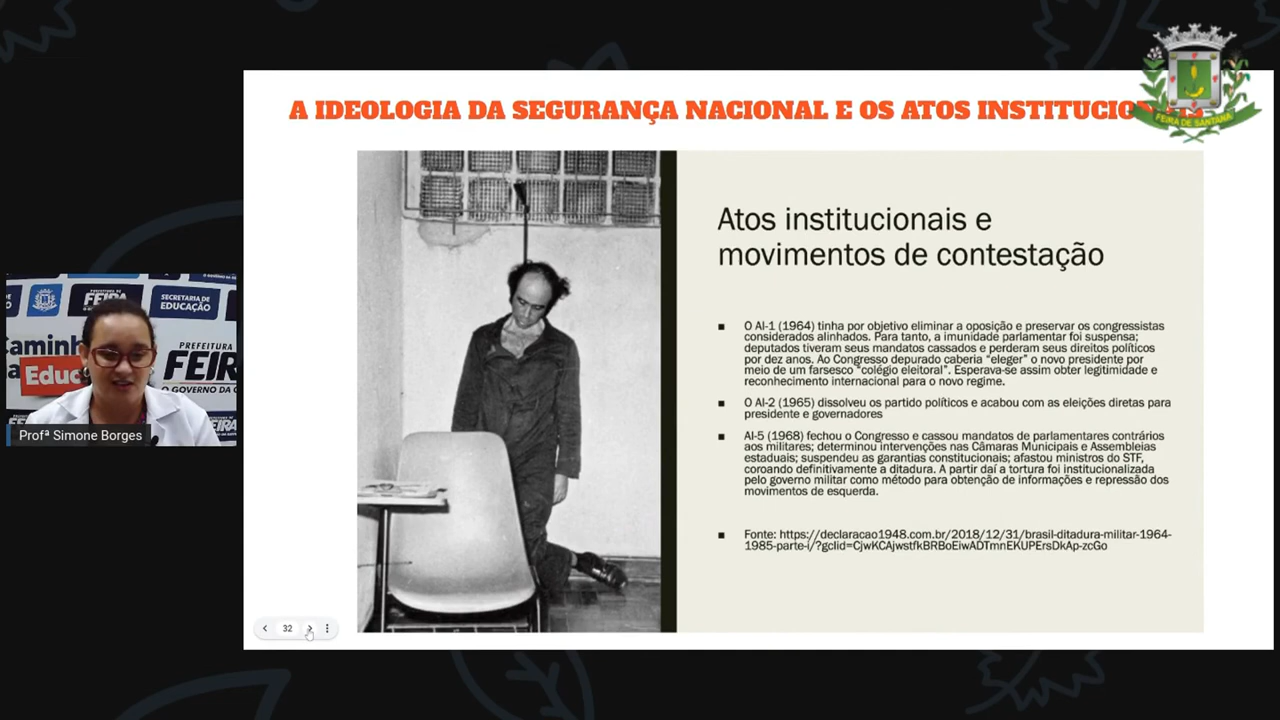 A IDEOLOGIA DA SEGURANÇA NACIONAL E OS ATOS
FEIRA DE SANTANA
Atos institucionais e
movimentos de contestação
O AI-1 (1964) tinha por objetivo eliminar a oposição e preservar os congressistas
considerados alinhados. Para tanto, a imunidade parlamentar foi suspensa;
deputados tiveram seus mandatos cassados e perderam seus direitos políticos
por dez anos. Ao Congresso depurado caberia “eleger” o novo presidente por
meio de um farsesco “colégio eleitoral”. Esperava-se assim obter legitimidade e
reconhecimento internacional para o novo regime.
O AI-2 (1965) dissolveu os partido políticos e acabou com as eleições diretas para
presidente e governadores
AI-5 (1968) fechou o Congresso e cassou mandatos de parlamentares contrários
aos militares; determinou intervenções nas Câmaras Municipais e Assembleias
estaduais; suspendeu as garantias constitucionais; afastou ministros do STF,
coroando definitivamente a ditadura. A partir daí a tortura foi institucionalizada
pelo governo militar como método para obtenção de informações e repressão dos
movimentos de esquerda.
Fonte: https://declaracao1948.com.br/2018/12/31/brasil-ditadura-militar-1964-
1985-parte-i/?gclid=CjwKCAjwstfkBRBoEiwADTmnEKUPErsDkAp-zcGo
32
PREFEITURA DE
FEIRA
SECRETARIA DE
EDUCAÇÃO
PREFEITURA
O GOVERNO DA
Profª Simone Borges